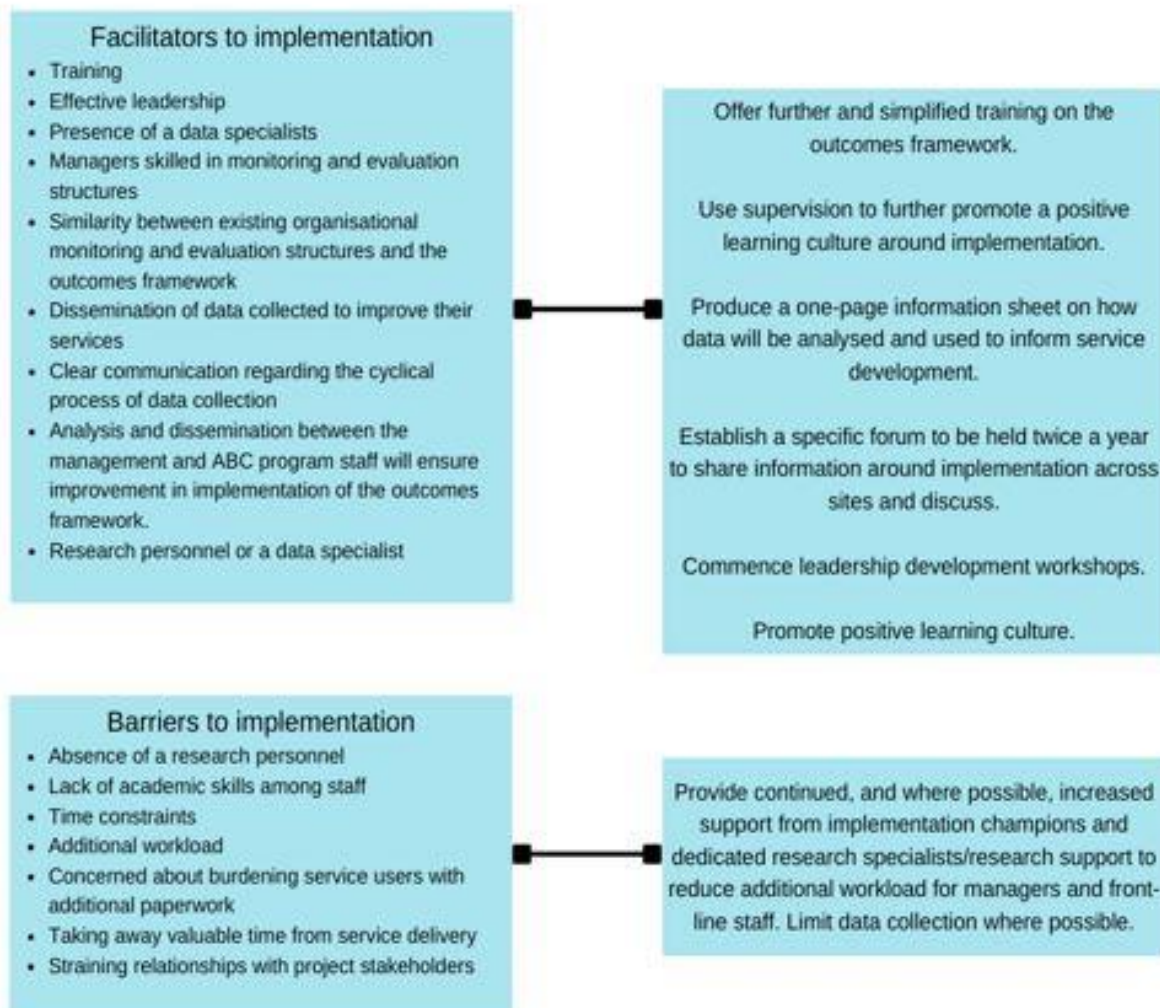 Facilitators to implementation
• Training
• Effective leadership
• Presence of a data specialists
• Managers skilled in monitoring and evaluation
structures
• Similarity between existing organisational
monitoring and evaluation structures and the
outcomes framework
• Dissemination of data collected to improve their
services
• Clear communication regarding the cyclical
process of data collection
• Analysis and dissemination between the
management and ABC program staff will ensure
improvement in implementation of the outcomes
framework.
• Research personnel or a data specialist
Offer further and simplified training on the
outcomes framework.
Use supervision to further promote a positive
learning culture around implementation.
Produce a one-page information sheet on how
data will be analysed and used to inform service
development.
Establish a specific forum to be held twice a year
to share information around implementation across
sites and discuss.
Commence leadership development workshops.
Promote positive learning culture.
Barriers to implementation
• Absence of a research personnel
• Lack of academic skills among staff
• Time constraints
• Additional workload
• Concerned about burdening service users with
additional paperwork
• Taking away valuable time from service delivery
• Straining relationships with project stakeholders
Provide continued, and where possible, increased
support from implementation champions and
dedicated research specialists/research support to
reduce additional workload for managers and front-
line staff. Limit data collection where possible.